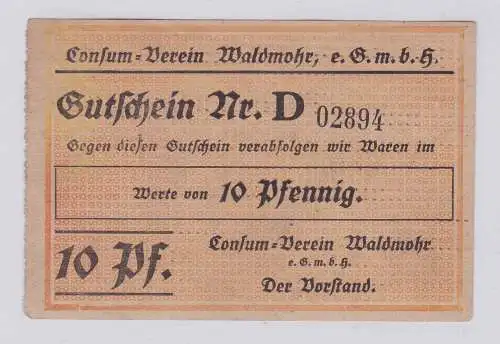 Consum=Verein Waldmohr, e. G. m. b. H.
Gutschein Nr. D 02894
Gegen diesen Gutschein verabfolgen wir Waren im
Werte von 10 Pfennig.
10 Pf.
Consum=Verein Waldmohr
e. G. m. b. H.
Der Vorstand.